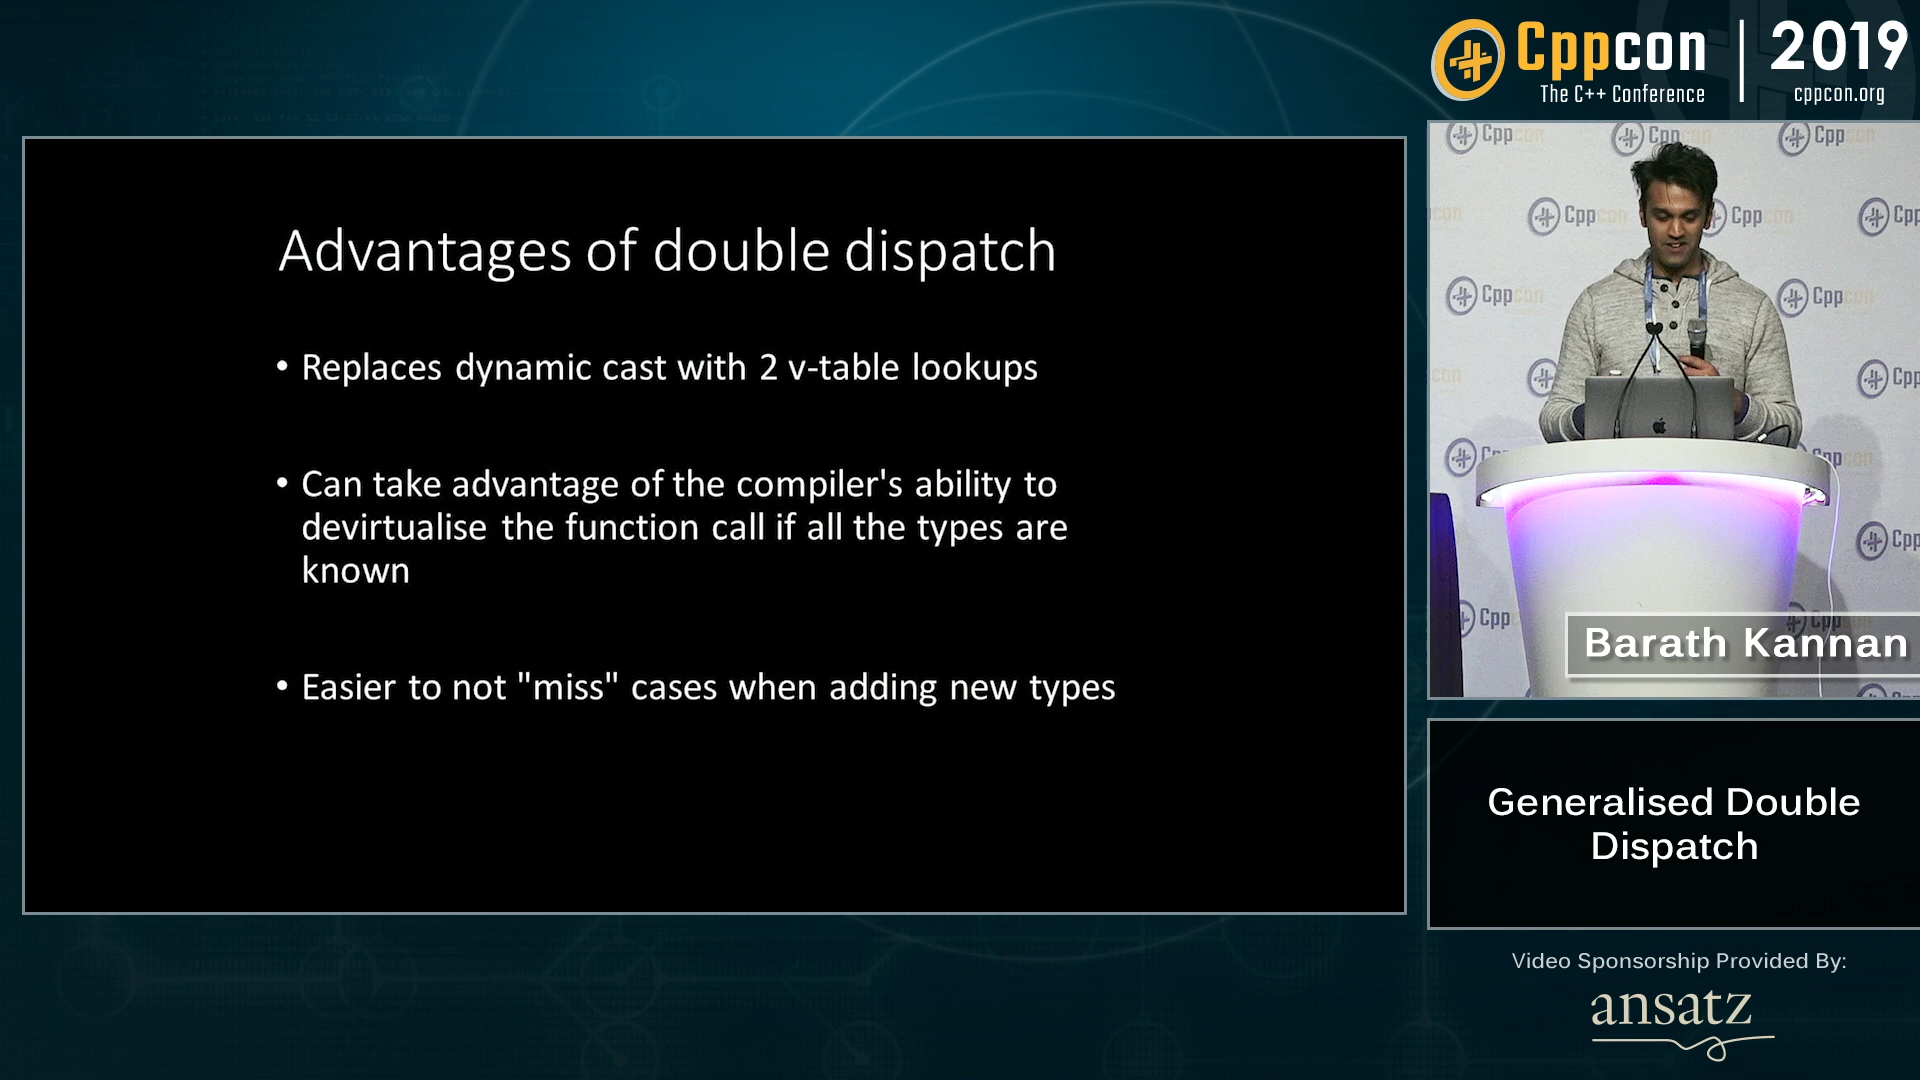 Cppcon
The C++ Conference
2019
cppcon.org
Advantages of double dispatch
• Replaces dynamic cast with 2 v-table lookups
• Can take advantage of the compiler's ability to
devirtualise the function call if all the types are
known
• Easier to not "miss" cases when adding new types
Barath Kannan
Generalised Double
Dispatch
Video Sponsorship Provided By:
ansatz